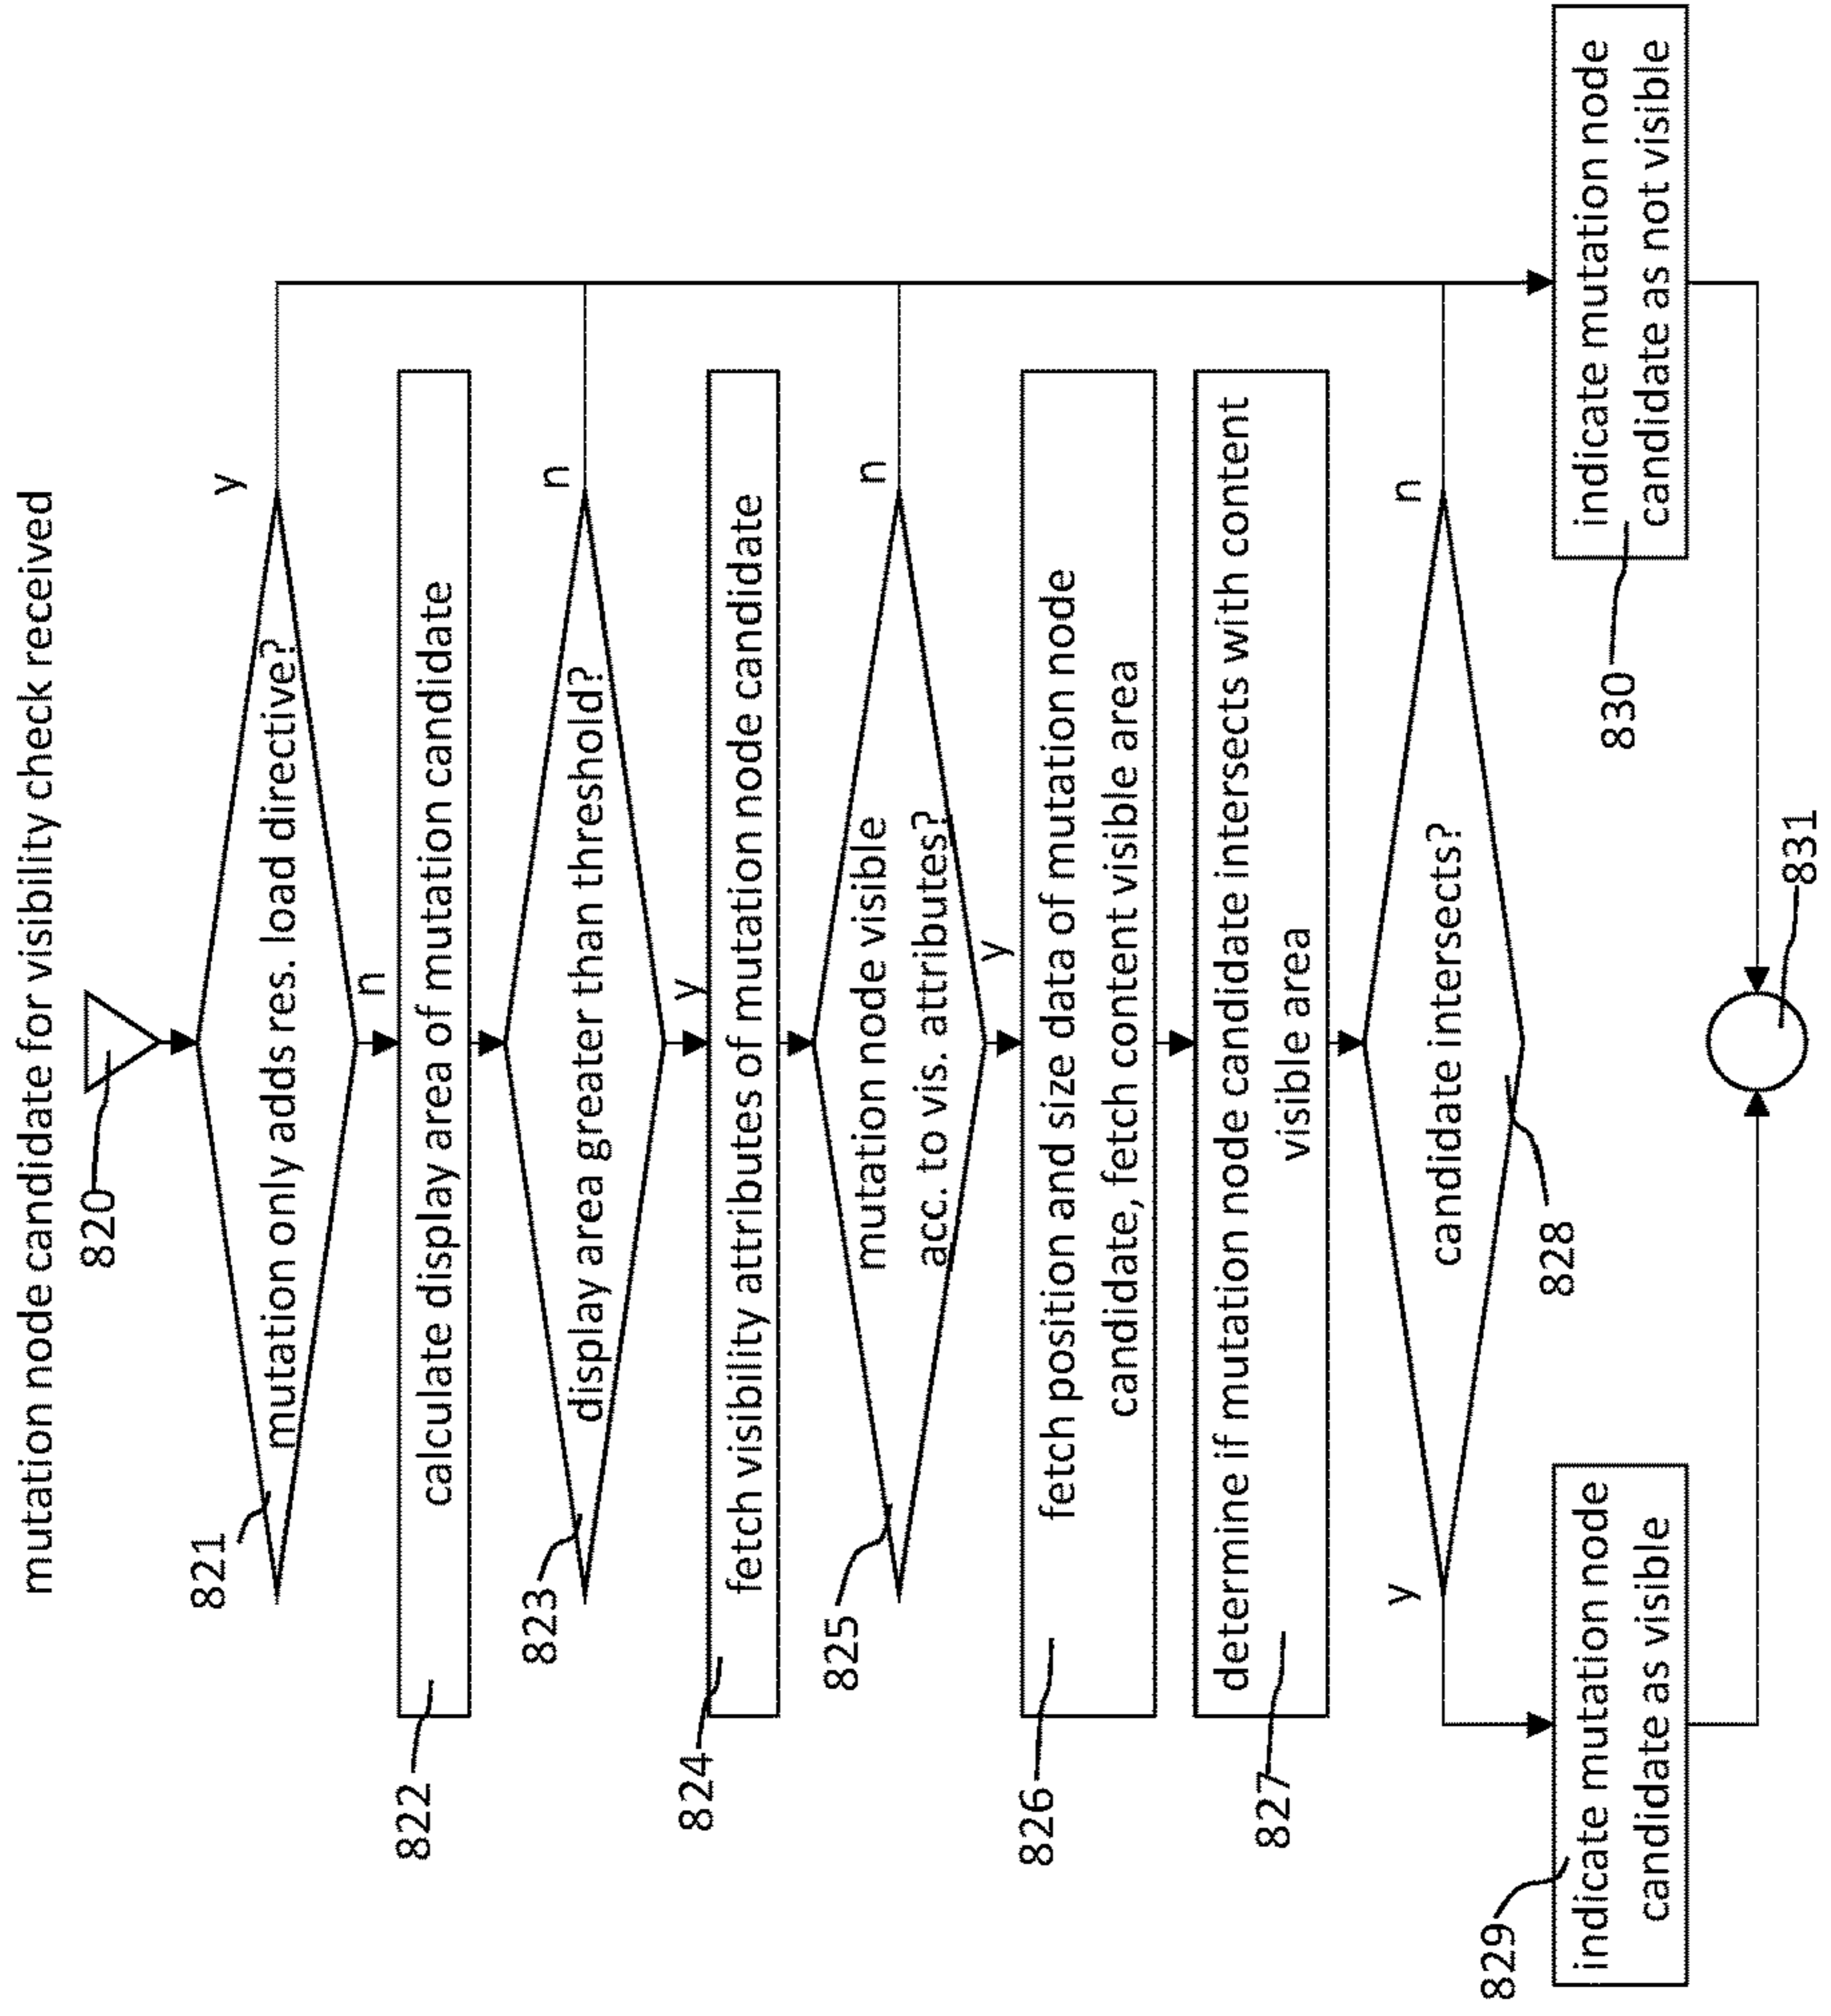 mutation node candidate for visibility check received
820
821
mutation only adds res. load directive?
y
n
822
calculate display area of mutation candidate
823
display area greater than threshold?
n
y
824
fetch visibility attributes of mutation node candidate
825
mutation node visible
acc. to vis. attributes?
n
y
826
fetch position and size data of mutation node
candidate, fetch content visible area
827
determine if mutation node candidate intersects with content
visible area
y
candidate intersects?
n
828
829
indicate mutation node
candidate as visible
830
indicate mutation node
candidate as not visible
831